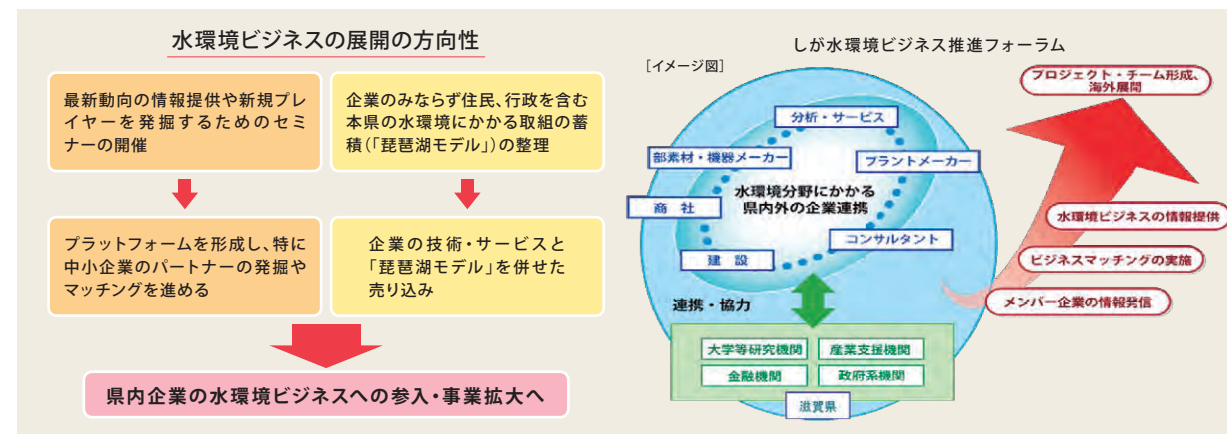 水環境ビジネスの展開の方向性
最新動向の情報提供や新規プレ
イヤーを発掘するためのセミ
ナーの開催
企業のみならず住民、行政を含む
本県の水環境にかかる取組の蓄
積(「琵琶湖モデル」)の整理
プラットフォームを形成し、特に
中小企業のパートナーの発掘や
マッチングを進める
企業の技術・サービスと
「琵琶湖モデル」を併せた
売り込み
県内企業の水環境ビジネスへの参入・事業拡大へ
しが水環境ビジネス推進フォーラム
[イメージ図]
分析・サービス
部素材・機器メーカー
プラントメーカー
水環境分野にかかる
県内外の企業連携
商 社
コンサルタント
建 設
連携・協力
大学等研究機関
産業支援機関
金融機関
政府系機関
滋賀県
プロジェクト・チーム形成、
海外展開
水環境ビジネスの情報提供
ビジネスマッチングの実施
メンバー企業の情報発信